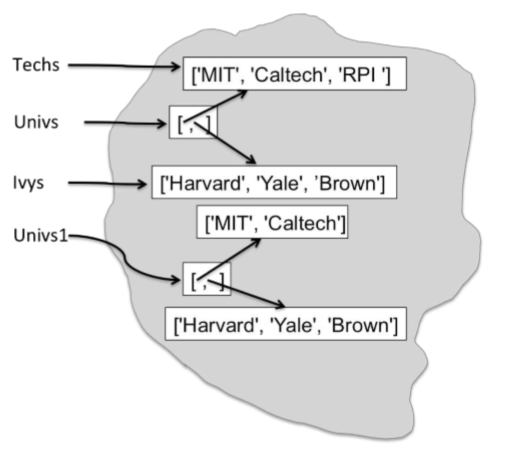 Techs
['MIT', 'Caltech', 'RPI ']
Univs
[ , ]
Ivys
['Harvard', 'Yale', 'Brown']
['MIT', 'Caltech']
Univs1
[ , ]
['Harvard', 'Yale', 'Brown']